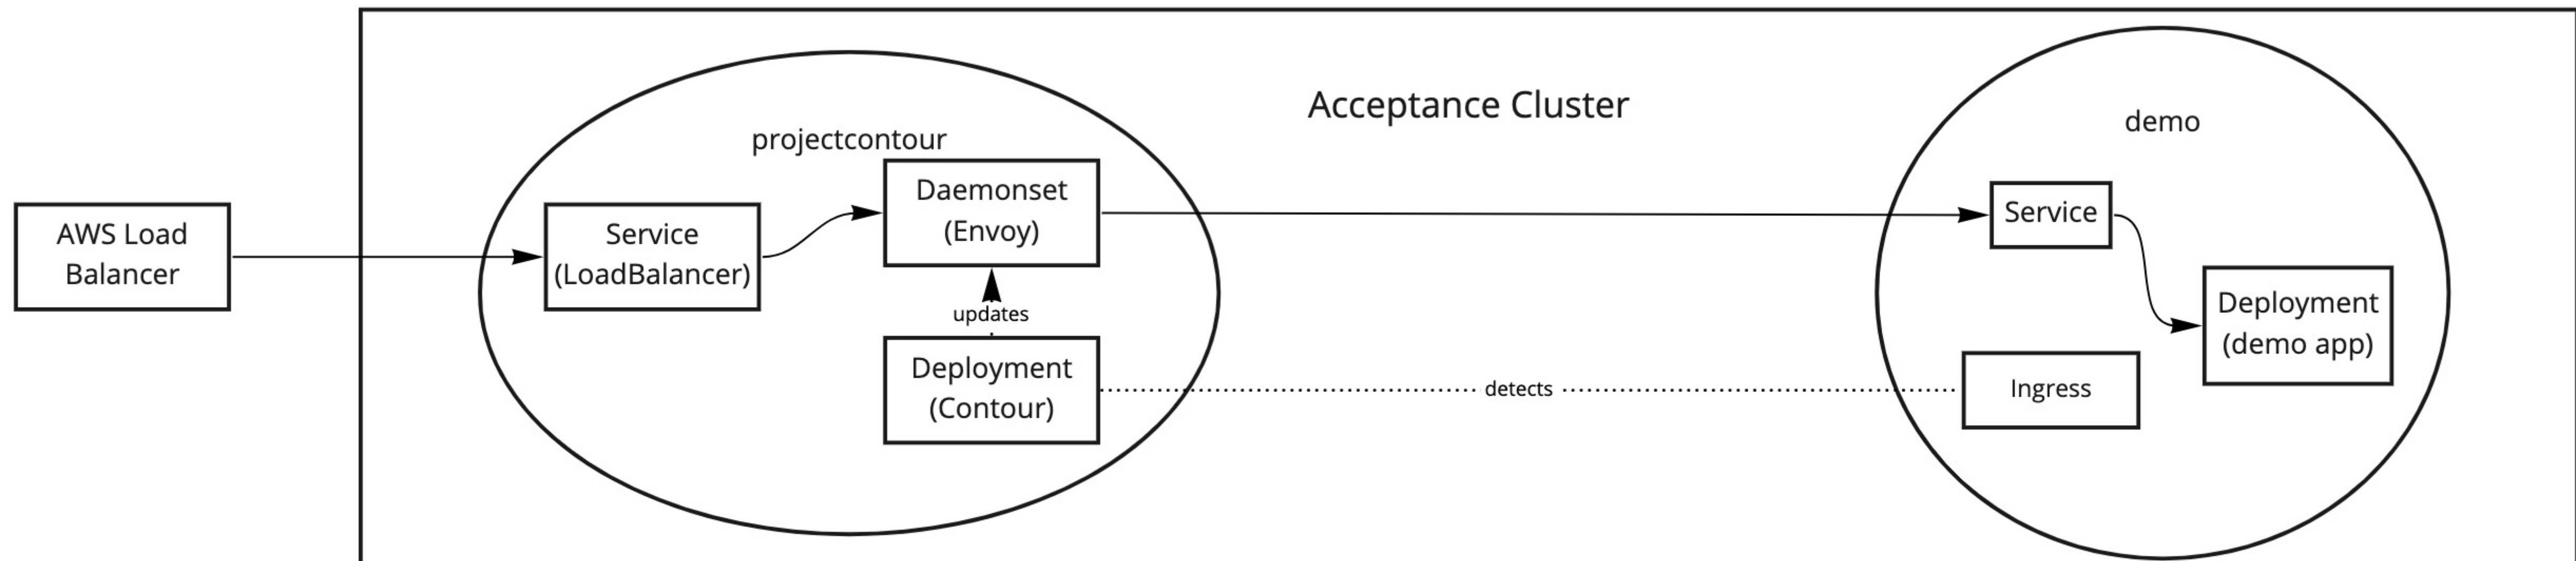 Acceptance Cluster
projectcontour
demo
AWS Load
Balancer
Service
(LoadBalancer)
Daemonset
(Envoy)
updates
Deployment
(Contour)
detects
Service
Deployment
(demo app)
Ingress